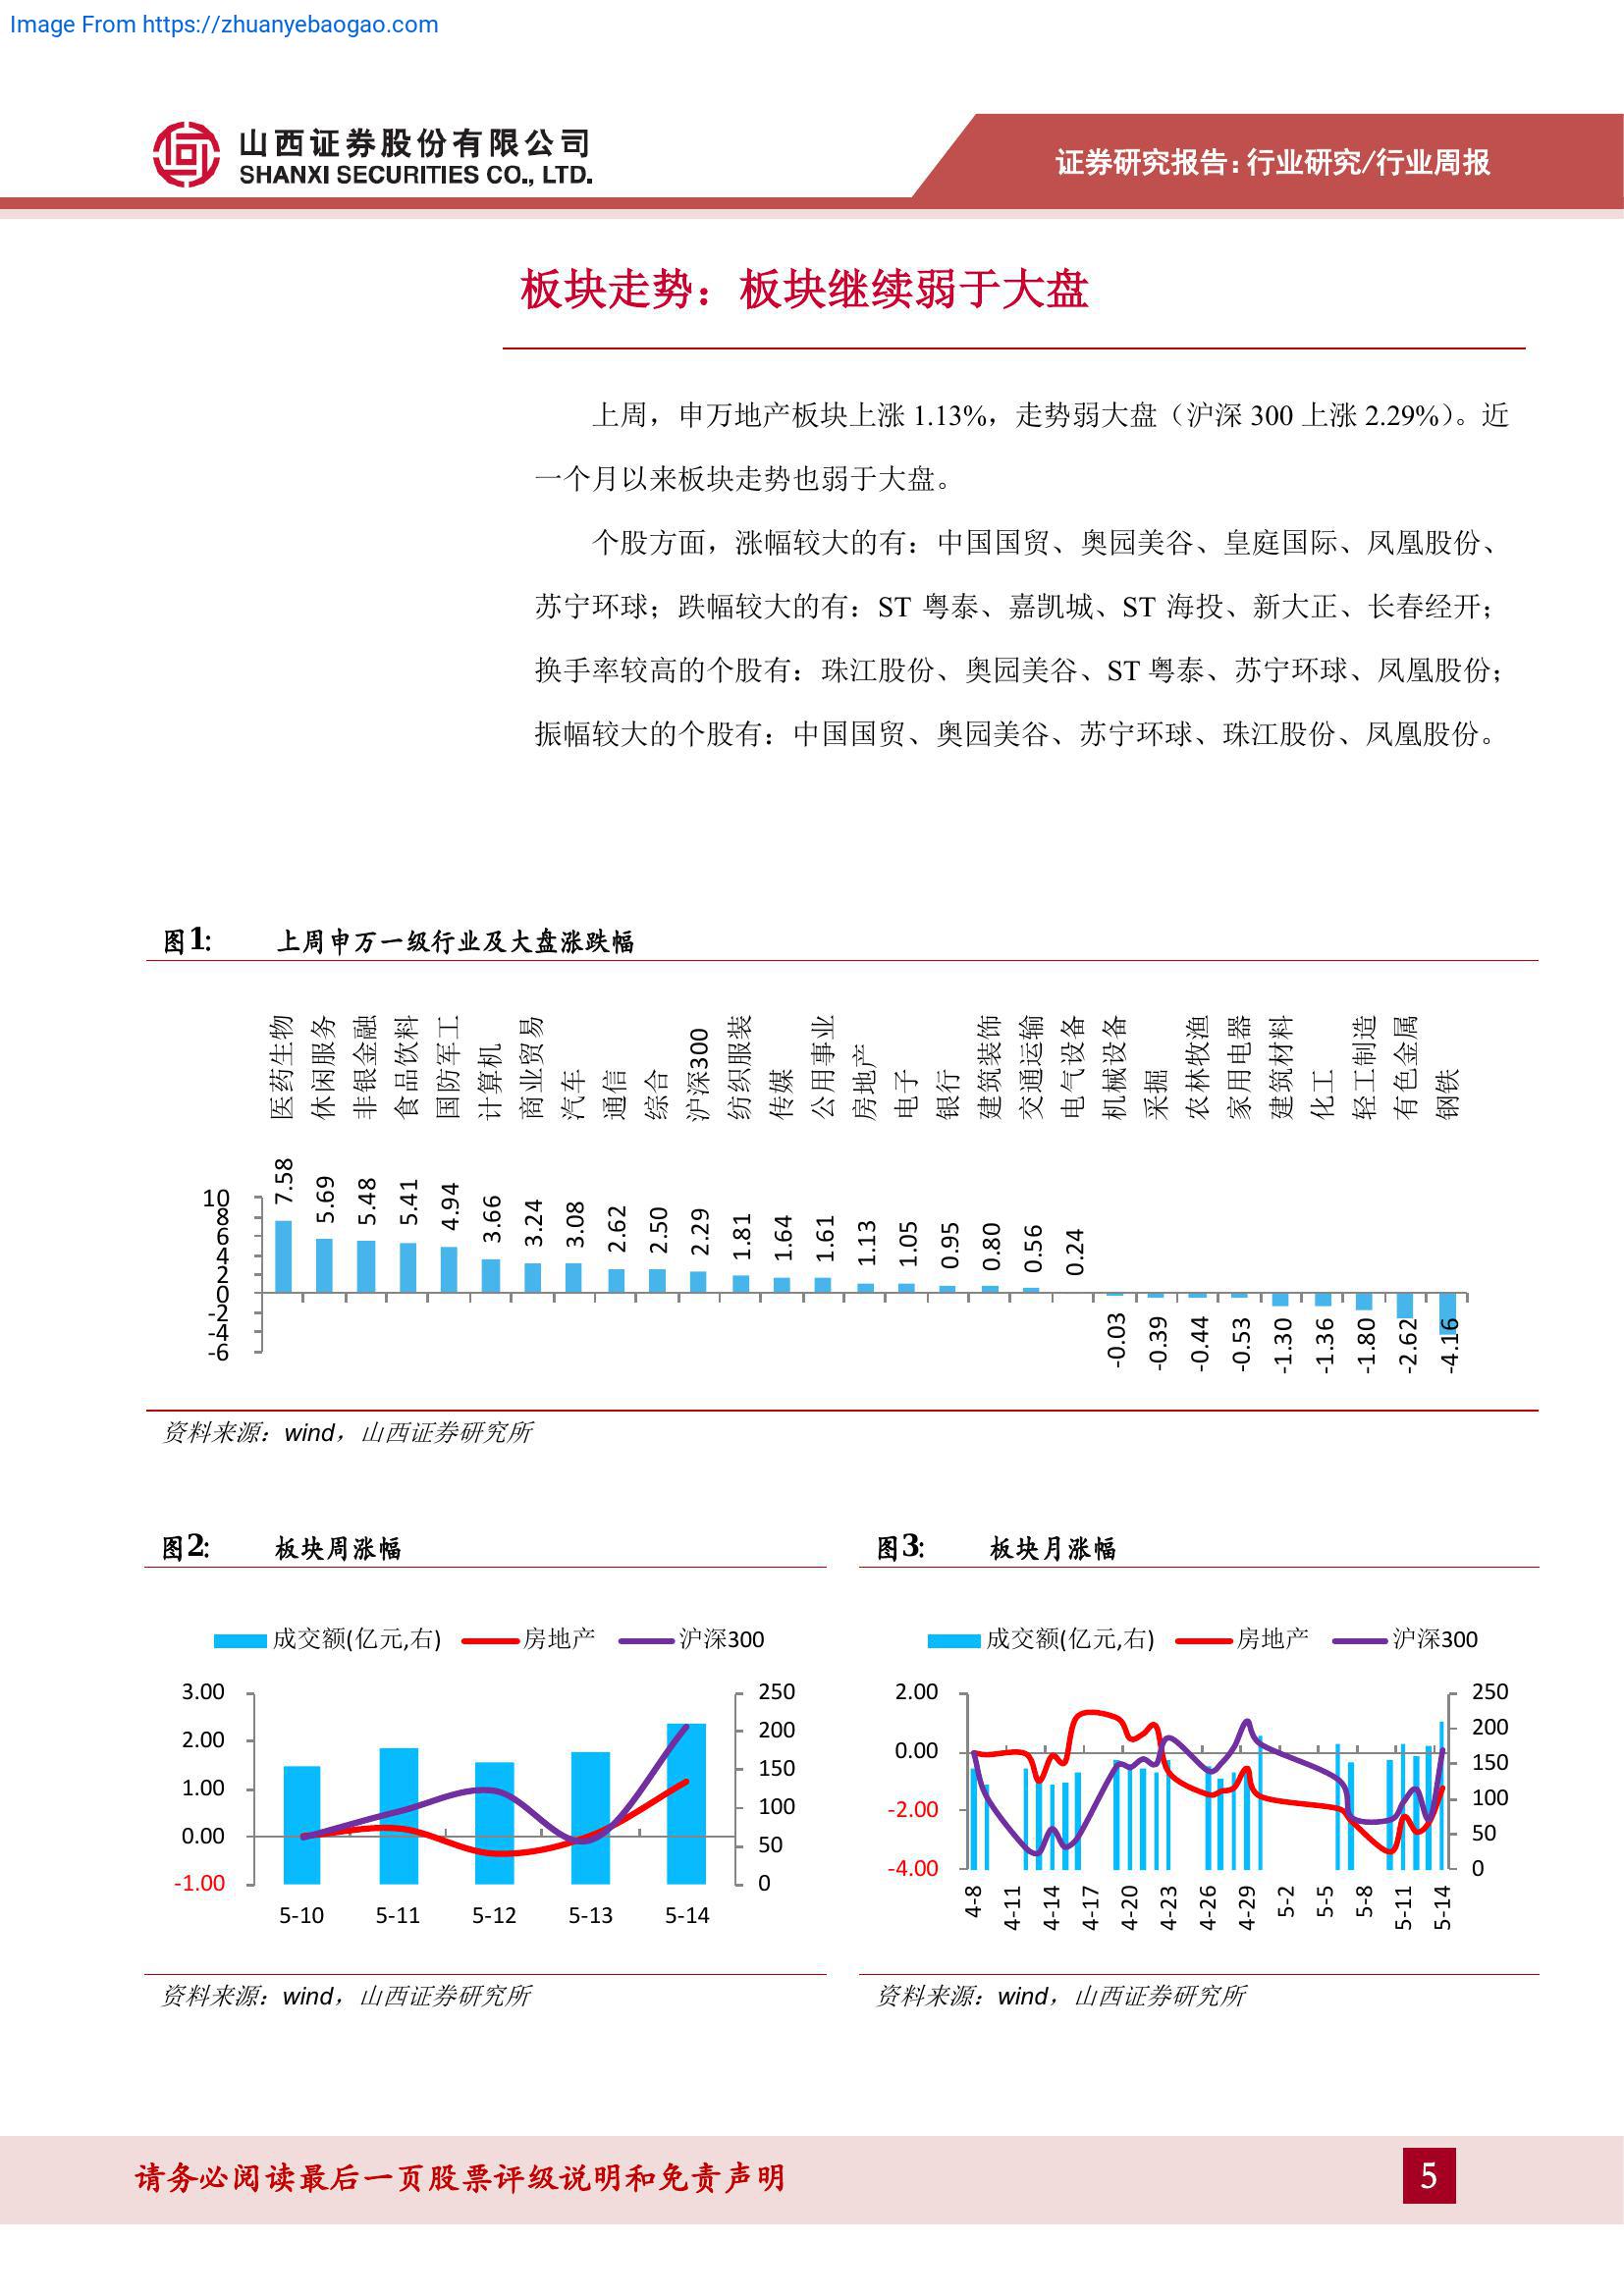 Image From https://zhuanyebaogao.com
山西证券股份有限公司
SHANXI SECURITIES CO., LTD.
证券研究报告:行业研究/行业周报
板块走势：板块继续弱于大盘
上周，申万地产板块上涨 1.13%，走势弱大盘（沪深 300 上涨 2.29%）。近
一个月以来板块走势也弱于大盘。
个股方面，涨幅较大的有：中国国贸、奥园美谷、皇庭国际、凤凰股份、
苏宁环球；跌幅较大的有：ST 粤泰、嘉凯城、ST 海投、新大正、长春经开；
换手率较高的个股有：珠江股份、奥园美谷、ST 粤泰、苏宁环球、凤凰股份；
振幅较大的个股有：中国国贸、奥园美谷、苏宁环球、珠江股份、凤凰股份。
图1: 上周申万一级行业及大盘涨跌幅
医药生物 休闲服务 非银金融 食品饮料 国防军工 计算机 商业贸易 汽车 通信 综合 沪深300 纺织服装 传媒 公用事业 房地产 电子 银行 建筑装饰 交通运输 电气设备 机械设备 采掘 农林牧渔 家用电器 建筑材料 化工 轻工制造 有色金属 钢铁
7.58 5.69 5.48 5.41 4.94 3.66 3.24 3.08 2.62 2.50 2.29 1.81 1.64 1.61 1.13 1.05 0.95 0.80 0.56 0.24 -0.03 -0.39 -0.44 -0.53 -1.30 -1.36 -1.80 -2.62 -4.16
10
8
6
4
2
0
-2
-4
-6
资料来源：wind，山西证券研究所
图2: 板块周涨幅
成交额(亿元,右) 房地产 沪深300
3.00
2.00
1.00
0.00
-1.00
250
200
150
100
50
0
5-10 5-11 5-12 5-13 5-14
资料来源：wind，山西证券研究所
图3: 板块月涨幅
成交额(亿元,右) 房地产 沪深300
2.00
0.00
-2.00
-4.00
250
200
150
100
50
0
4-8 4-11 4-14 4-17 4-20 4-23 4-26 4-29 5-2 5-5 5-8 5-11 5-14
资料来源：wind，山西证券研究所
请务必阅读最后一页股票评级说明和免责声明
5